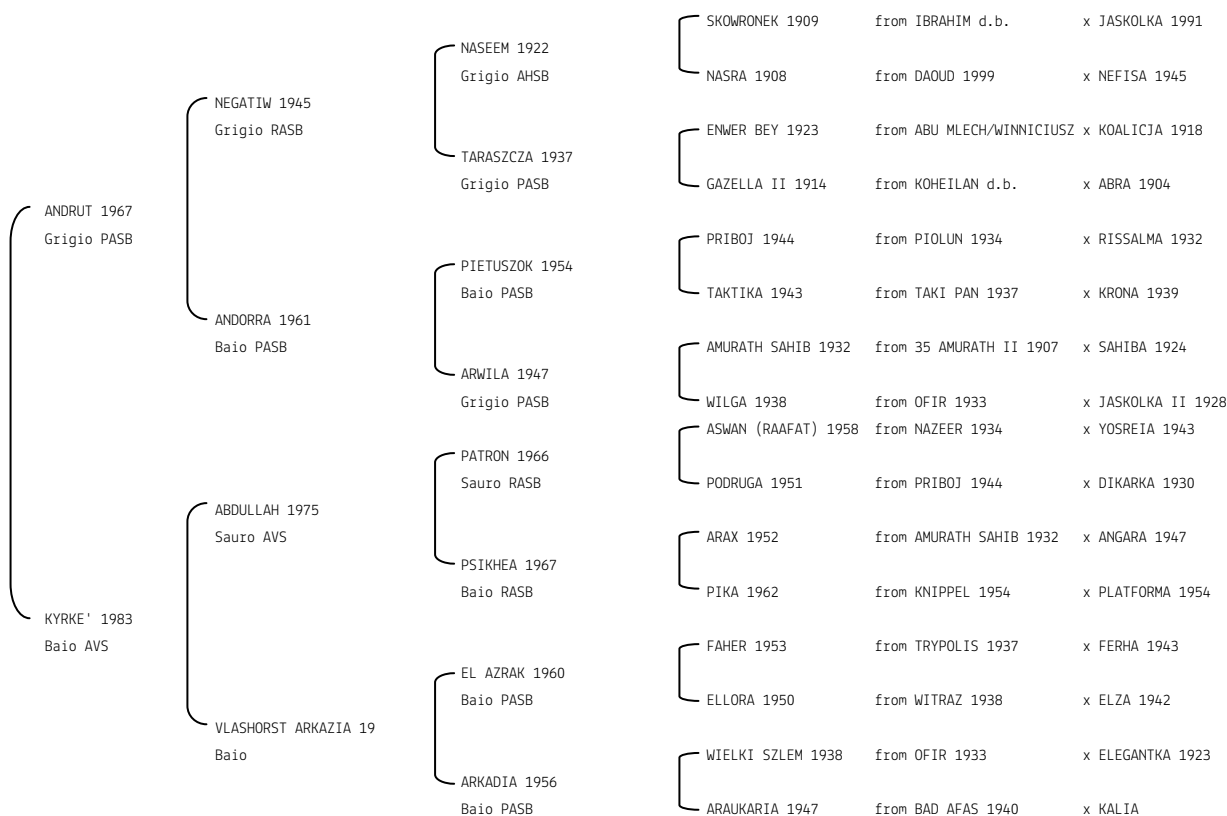 SKOWRONEK 1909 from IBRAHIM d.b. x JASKOLKA 1991
NASEEM 1922
Grigio AHSB NASRA 1908 from DAOUD 1999 x NEFISA 1945
NEGATIW 1945
Grigio RASB ENWER BEY 1923 from ABU MLECH/WINNICIUSZ x KOALICJA 1918
TARASZCZA 1937
Grigio PASB GAZELLA II 1914 from KOHEILAN d.b. x ABRA 1904
ANDRUT 1967
Grigio PASB PRIBOJ 1944 from PIOLUN 1934 x RISSALMA 1932
PIETUSZOK 1954
Baio PASB TAKTIKA 1943 from TAKI PAN 1937 x KRONA 1939
ANDORRA 1961
Baio PASB AMURATH SAHIB 1932 from 35 AMURATH II 1907 x SAHIBA 1924
ARWILA 1947
Grigio PASB WILGA 1938 from OFIR 1933 x JASKOLKA II 1928
ASWAN (RAAFAT) 1958 from NAZEER 1934 x YOSREIA 1943
PATRON 1966
Sauro RASB PODRUGA 1951 from PRIBOJ 1944 x DIKARKA 1930
ABDULLAH 1975
Sauro AVS ARAX 1952 from AMURATH SAHIB 1932 x ANGARA 1947
PSIKHEA 1967
Baio RASB PIKA 1962 from KNIPPEL 1954 x PLATFORMA 1954
KYRKE' 1983
Baio AVS FAHER 1953 from TRYPOLIS 1937 x FERHA 1943
EL AZRAK 1960
Baio PASB ELLORA 1950 from WITRAZ 1938 x ELZA 1942
VLASHORST ARKAZIA 19
Baio WIELKI SZLEM 1938 from OFIR 1933 x ELEGANTKA 1923
ARKADIA 1956
Baio PASB ARAUKARIA 1947 from BAD AFAS 1940 x KALIA